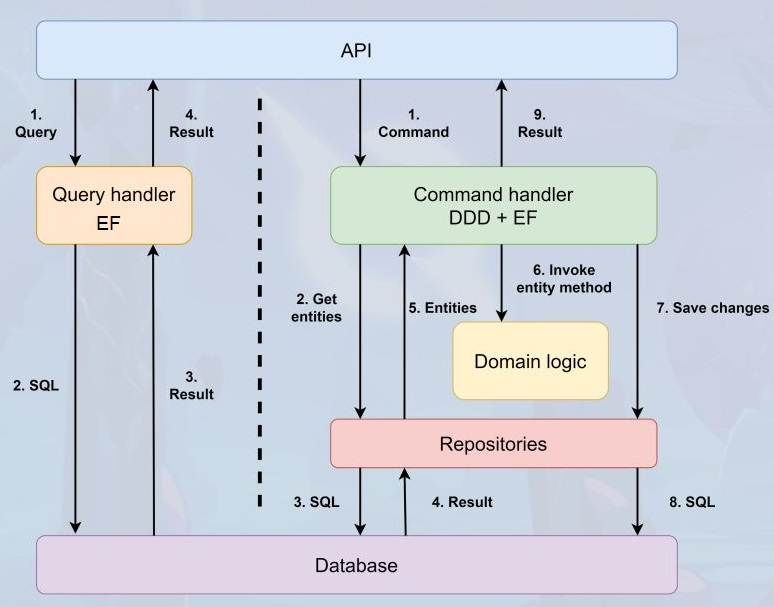 API
1.
Query
4.
Result
1.
Command
9.
Result
Query handler
EF
Command handler
DDD + EF
2. SQL
3.
Result
2. Get
entities
5. Entities
6. Invoke
entity method
7. Save changes
Domain logic
Repositories
3. SQL
4. Result
8. SQL
Database